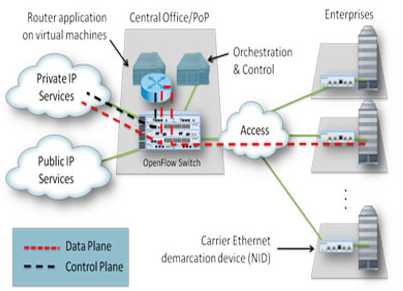 Router application
on virtual machines
Central Office/PoP
Enterprises
Orchestration
& Control
Private IP
Services
Access
OpenFlow Switch
Public IP
Services
Data Plane
Control Plane
Carrier Ethernet
demarcation device (NID)